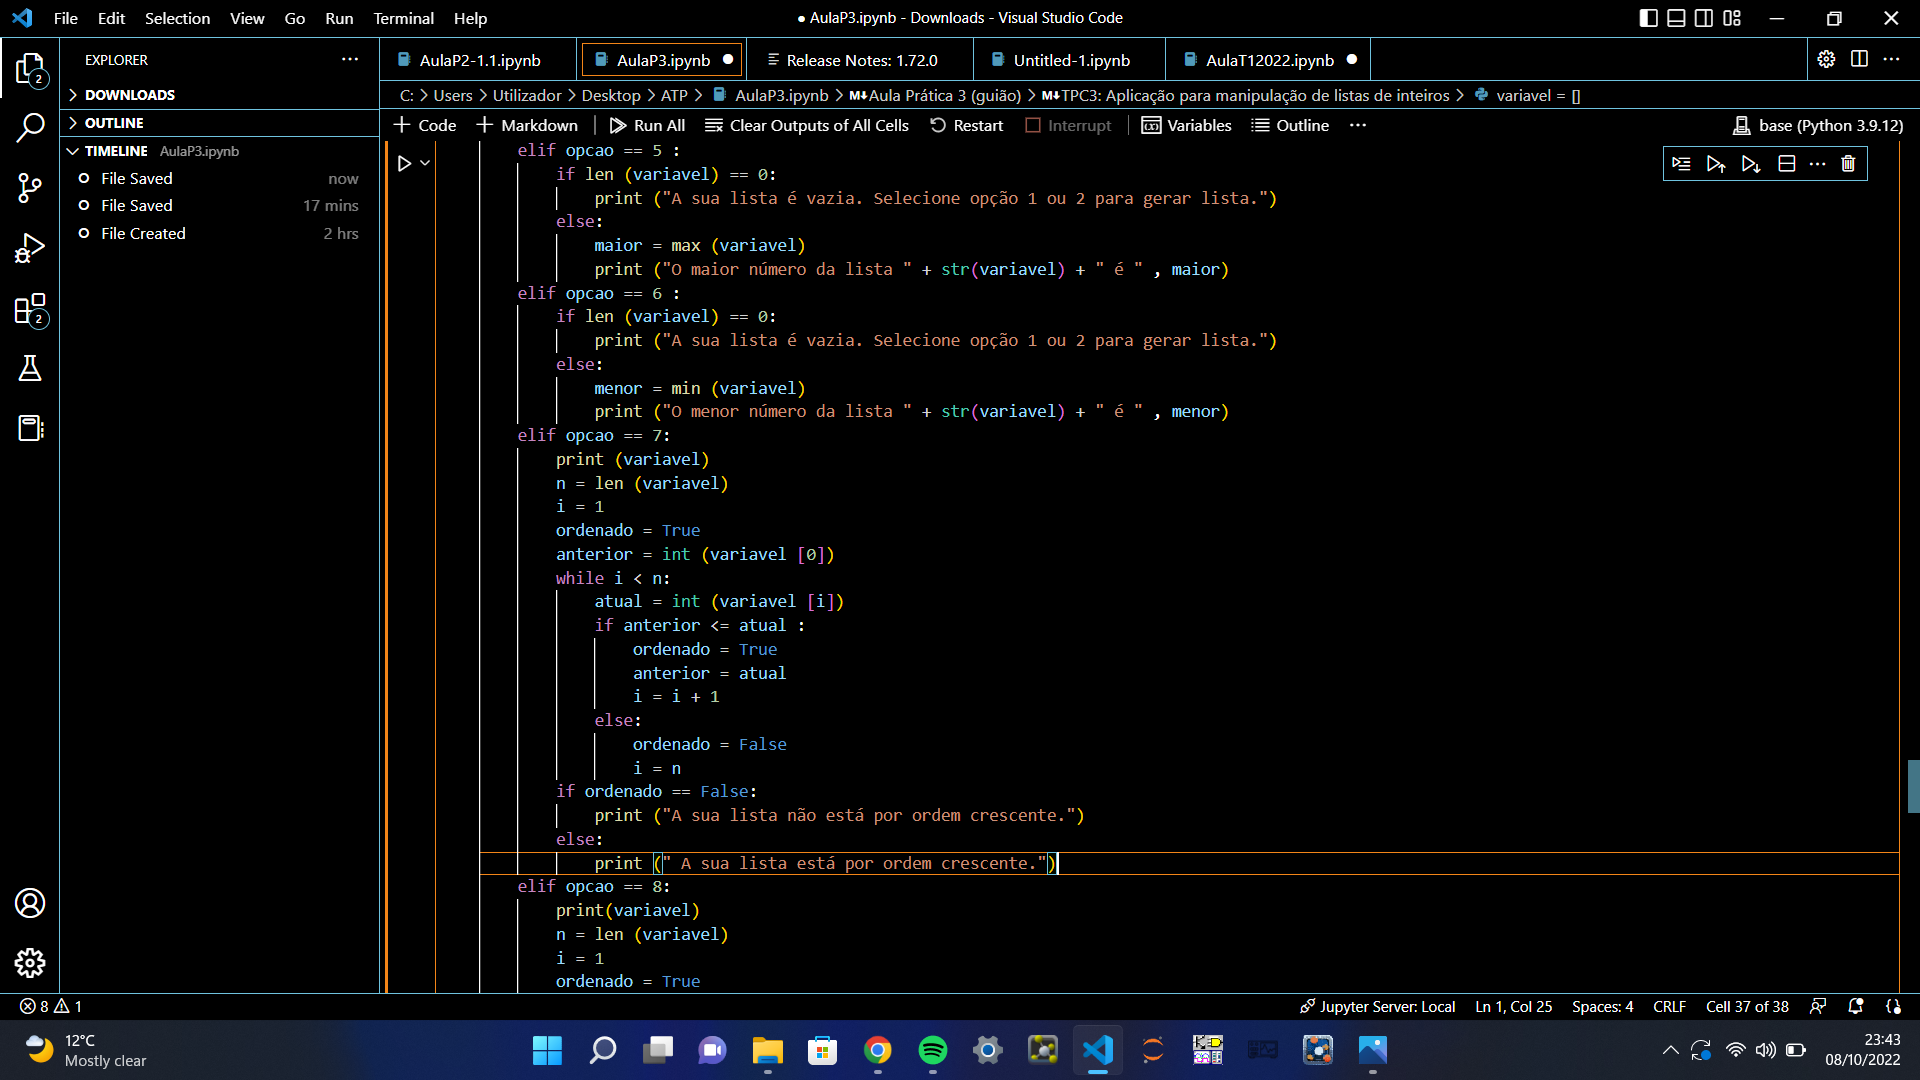 File Edit Selection View Go Run Terminal Help
● AulaP3.ipynb - Downloads - Visual Studio Code
EXPLORER ···
AulaP2-1.1.ipynb
AulaP3.ipynb ●
Release Notes: 1.72.0
Untitled-1.ipynb
AulaT12022.ipynb ●
DOWNLOADS
OUTLINE
TIMELINE AulaP3.ipynb
File Saved now
File Saved 17 mins
File Created 2 hrs
2
2
C: > Users > Utilizador > Desktop > ATP > AulaP3.ipynb > M↓Aula Prática 3 (guião) > M↓TPC3: Aplicação para manipulação de listas de inteiros > variavel = []
+ Code + Markdown | Run All Clear Outputs of All Cells Restart Interrupt | Variables Outline ···
base (Python 3.9.12)
elif opcao == 5 :
if len (variavel) == 0:
print ("A sua lista é vazia. Selecione opção 1 ou 2 para gerar lista.")
else:
maior = max (variavel)
print ("O maior número da lista " + str(variavel) + " é " , maior)
elif opcao == 6 :
if len (variavel) == 0:
print ("A sua lista é vazia. Selecione opção 1 ou 2 para gerar lista.")
else:
menor = min (variavel)
print ("O menor número da lista " + str(variavel) + " é " , menor)
elif opcao == 7:
print (variavel)
n = len (variavel)
i = 1
ordenado = True
anterior = int (variavel [0])
while i < n:
atual = int (variavel [i])
if anterior <= atual :
ordenado = True
anterior = atual
i = i + 1
else:
ordenado = False
i = n
if ordenado == False:
print ("A sua lista não está por ordem crescente.")
else:
print (" A sua lista está por ordem crescente.")
elif opcao == 8:
print(variavel)
n = len (variavel)
i = 1
ordenado = True
8 1
Jupyter Server: Local Ln 1, Col 25 Spaces: 4 CRLF Cell 37 of 38
12°C
Mostly clear
23:43
08/10/2022